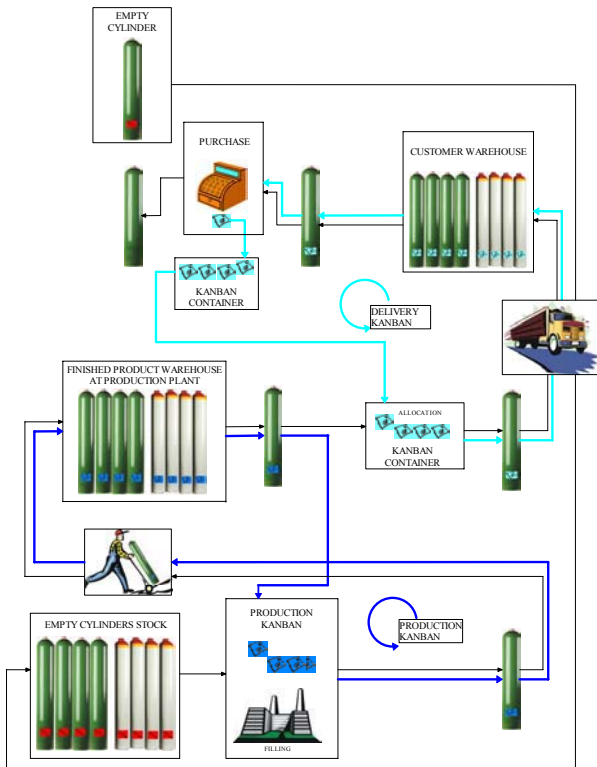 EMPTY
CYLINDER
PURCHASE
CUSTOMER WAREHOUSE
KANBAN
CONTAINER
DELIVERY
KANBAN
FINISHED PRODUCT WAREHOUSE
AT PRODUCTION PLANT
ALLOCATION
KANBAN
CONTAINER
EMPTY CYLINDERS STOCK
PRODUCTION
KANBAN
PRODUCTION
KANBAN
FILLING